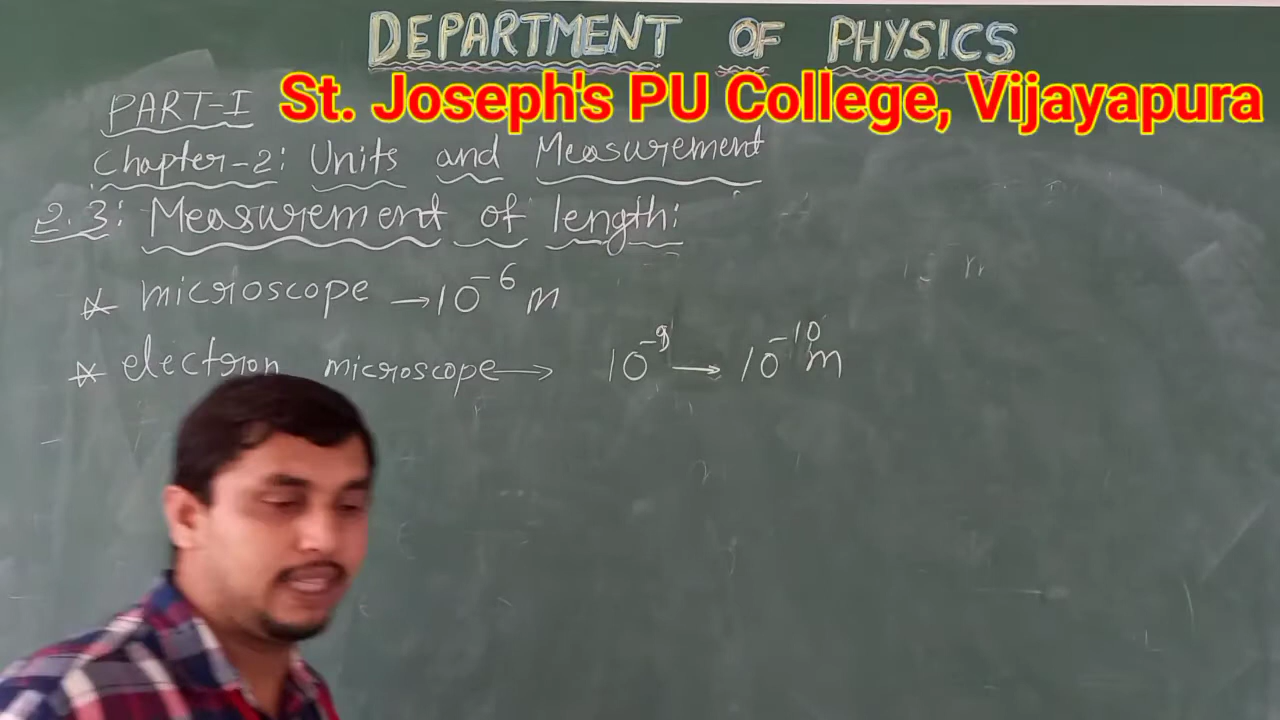 DEPARTMENT OF PHYSICS
St. Joseph's PU College, Vijayapura
PART-I
Chapter-2: Units and Measurement
2.3: Measurement of length:
* microscope → 10⁻⁶ m
* electron microscope → 10⁻⁹ → 10⁻¹⁰ m